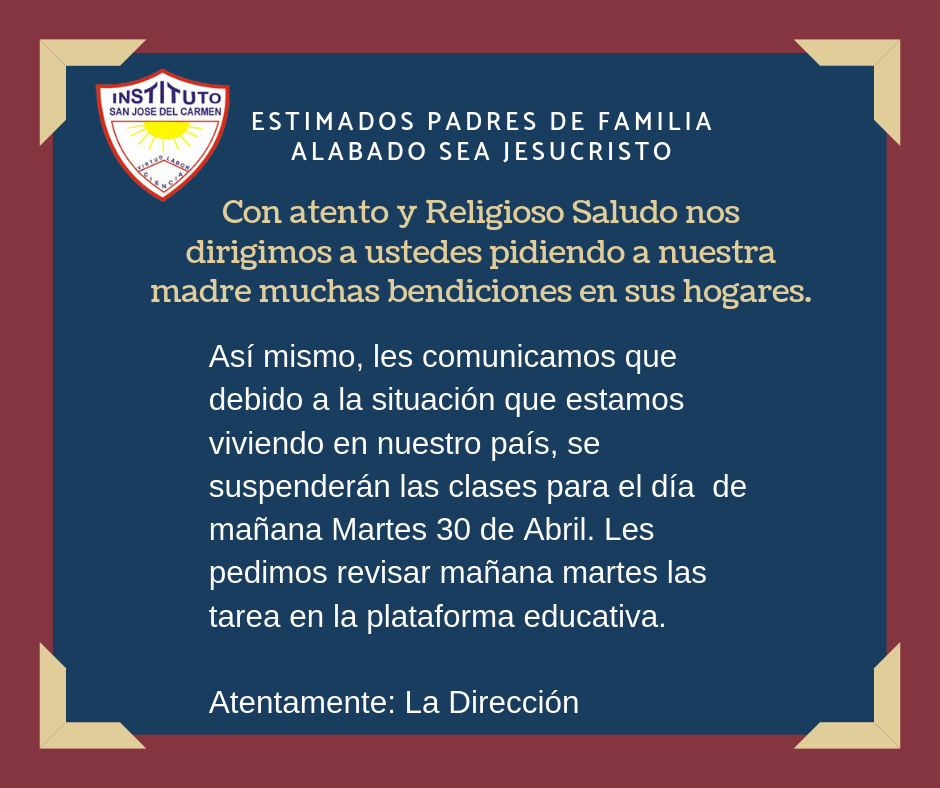 INSTITUTO
SAN JOSE DEL CARMEN
VIRTUD LABOR
CIENCIA
ESTIMADOS PADRES DE FAMILIA
ALABADO SEA JESUCRISTO
Con atento y Religioso Saludo nos
dirigimos a ustedes pidiendo a nuestra
madre muchas bendiciones en sus hogares.
Así mismo, les comunicamos que
debido a la situación que estamos
viviendo en nuestro país, se
suspenderán las clases para el día  de
mañana Martes 30 de Abril. Les
pedimos revisar mañana martes las
tarea en la plataforma educativa.
Atentamente: La Dirección